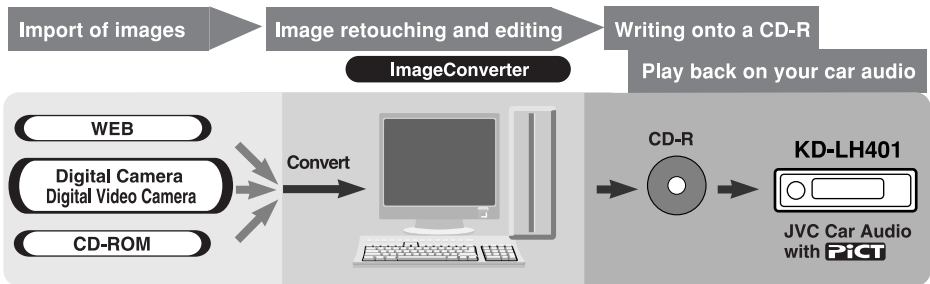 Import of images
Image retouching and editing
Writing onto a CD-R
ImageConverter
Play back on your car audio
WEB
Digital Camera
Digital Video Camera
CD-ROM
Convert
CD-R
KD-LH401
JVC Car Audio
with PiCT